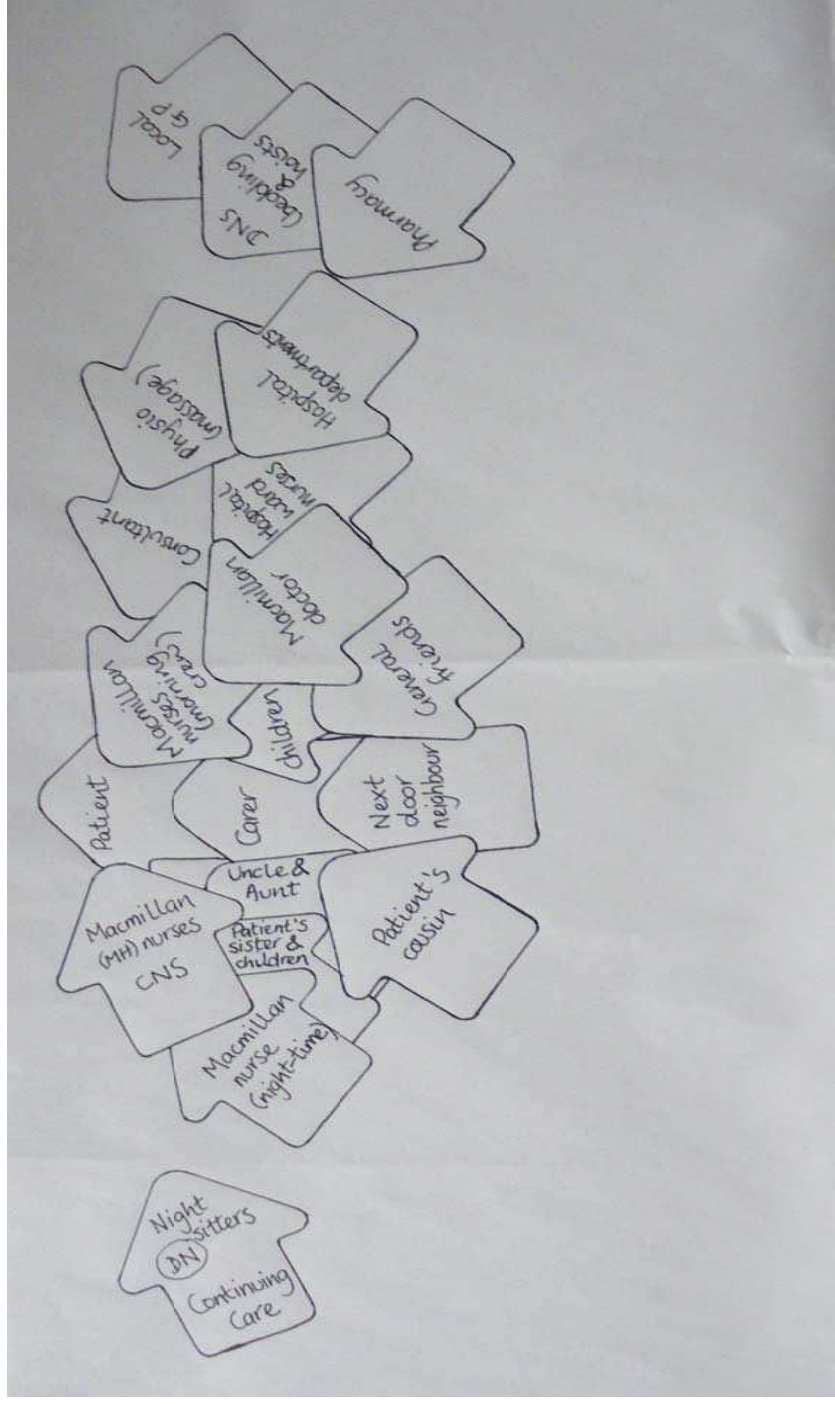 Local
GP
DNS
(bedding
&
hoists
Pharmacy
Physio
(massage)
Hospital
departments
Consultant
Hospital
ward
nurses
Macmillan
doctor
Macmillan
nurses
(morning
crew)
children
General
friends
Patient
Carer
Next
door
neighbour
Uncle &
Aunt
Patient's
sister &
children
Patient's
cousin
Macmillan
(MH) nurses
CNS
Macmillan
nurse
(night-time)
Night
sitters
DN
Continuing
Care